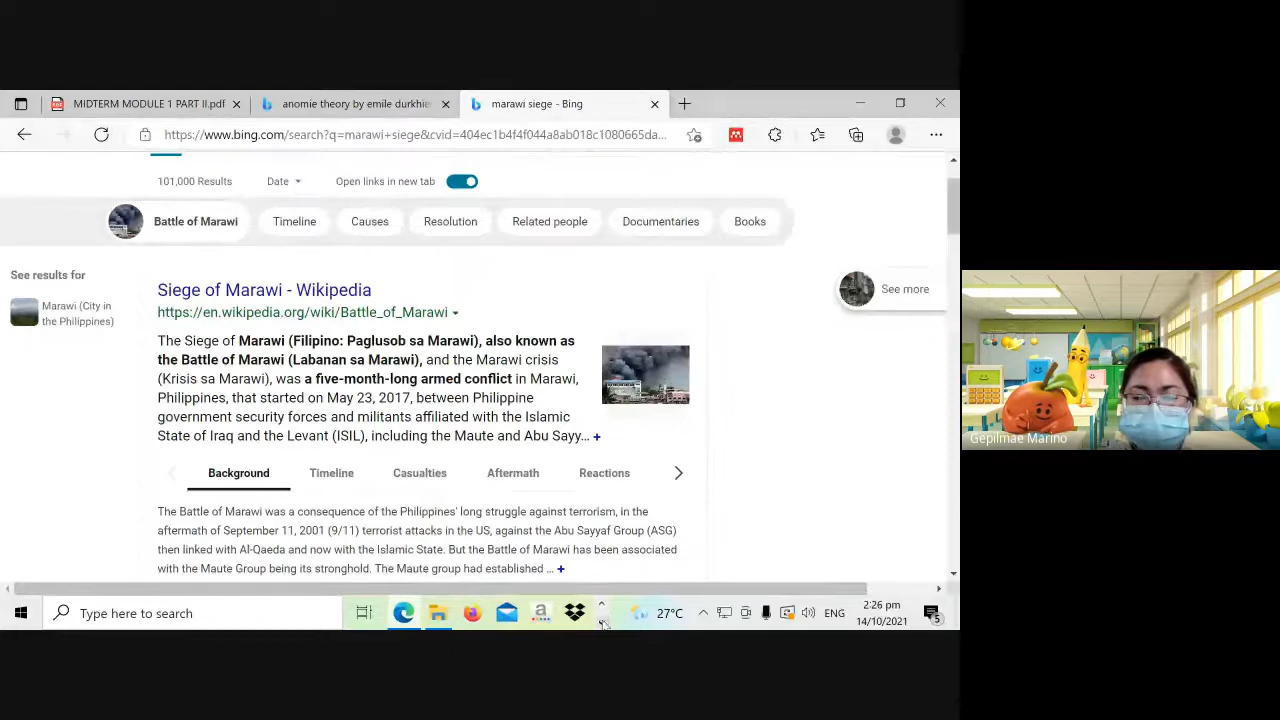 MIDTERM MODULE 1 PART II.pdf
anomie theory by emile durkhie
marawi siege - Bing
https://www.bing.com/search?q=marawi+siege&cvid=404ec1b4f4f044a8ab018c1080665da...
101,000 Results
Date
Open links in new tab
Battle of Marawi
Timeline
Causes
Resolution
Related people
Documentaries
Books
See results for
Marawi (City in
the Philippines)
See more
Siege of Marawi - Wikipedia
https://en.wikipedia.org/wiki/Battle_of_Marawi
The Siege of Marawi (Filipino: Paglusob sa Marawi), also known as
the Battle of Marawi (Labanan sa Marawi), and the Marawi crisis
(Krisis sa Marawi), was a five-month-long armed conflict in Marawi,
Philippines, that started on May 23, 2017, between Philippine
government security forces and militants affiliated with the Islamic
State of Iraq and the Levant (ISIL), including the Maute and Abu Sayy... +
Background
Timeline
Casualties
Aftermath
Reactions
The Battle of Marawi was a consequence of the Philippines' long struggle against terrorism, in the
aftermath of September 11, 2001 (9/11) terrorist attacks in the US, against the Abu Sayyaf Group (ASG)
then linked with Al-Qaeda and now with the Islamic State. But the Battle of Marawi has been associated
with the Maute Group being its stronghold. The Maute group had established ... +
Type here to search
27°C
ENG
2:26 pm
14/10/2021
5
Gepilmae Marino